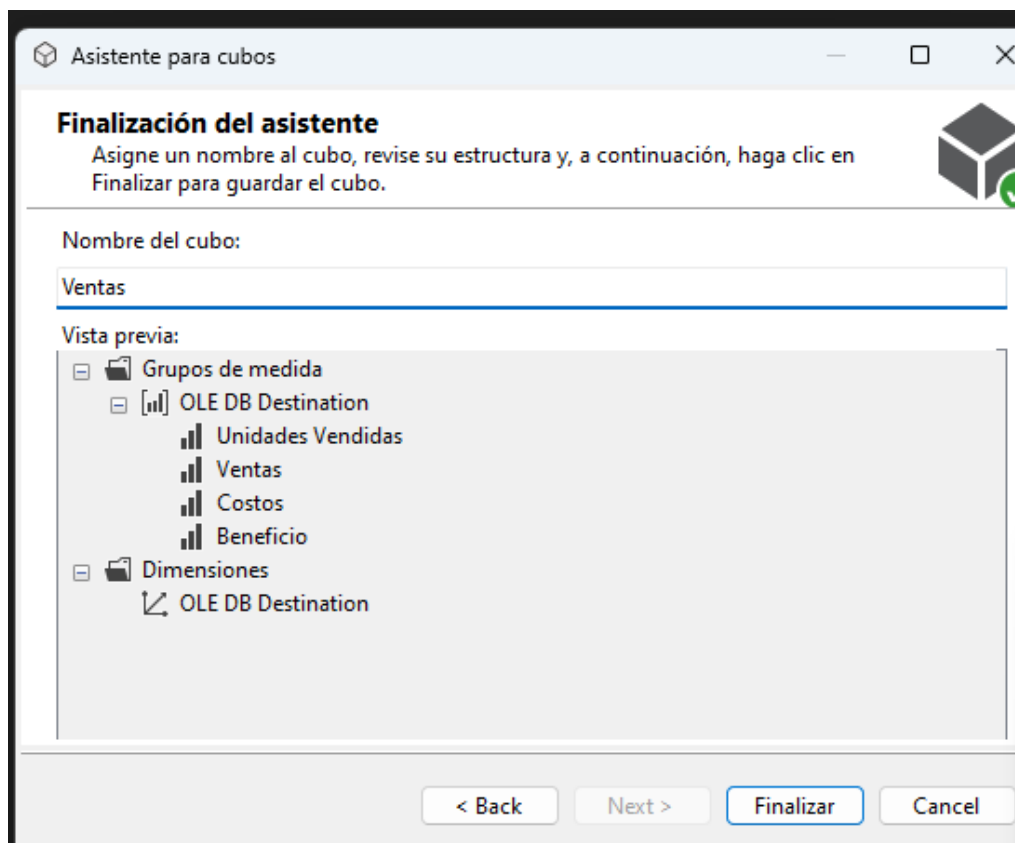 Asistente para cubos
Finalización del asistente
Asigne un nombre al cubo, revise su estructura y, a continuación, haga clic en
Finalizar para guardar el cubo.
Nombre del cubo:
Ventas
Vista previa:
Grupos de medida
OLE DB Destination
Unidades Vendidas
Ventas
Costos
Beneficio
Dimensiones
OLE DB Destination
< Back
Next >
Finalizar
Cancel